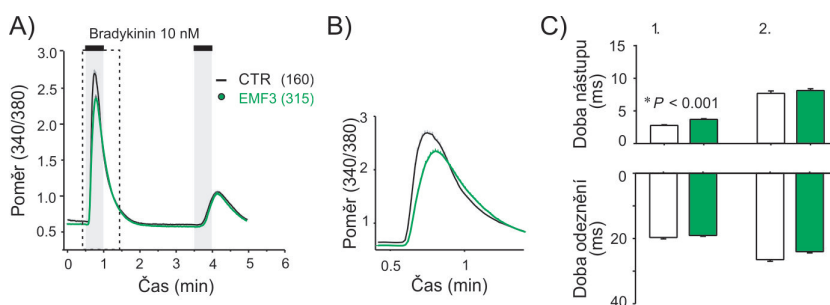 A)
Bradykinin 10 nM
3.0
2.5
2.0
1.5
1.0
0.5
Poměr (340/380)
CTR (160)
EMF3 (315)
0 1 2 3 4 5 6
Čas (min)
B)
3
2
1
Poměr (340/380)
0.5 1
Čas (min)
C)
1. 2.
15
10
5
0
Doba nástupu
(ms)
*P < 0.001
20
40
Doba odeznění
(ms)